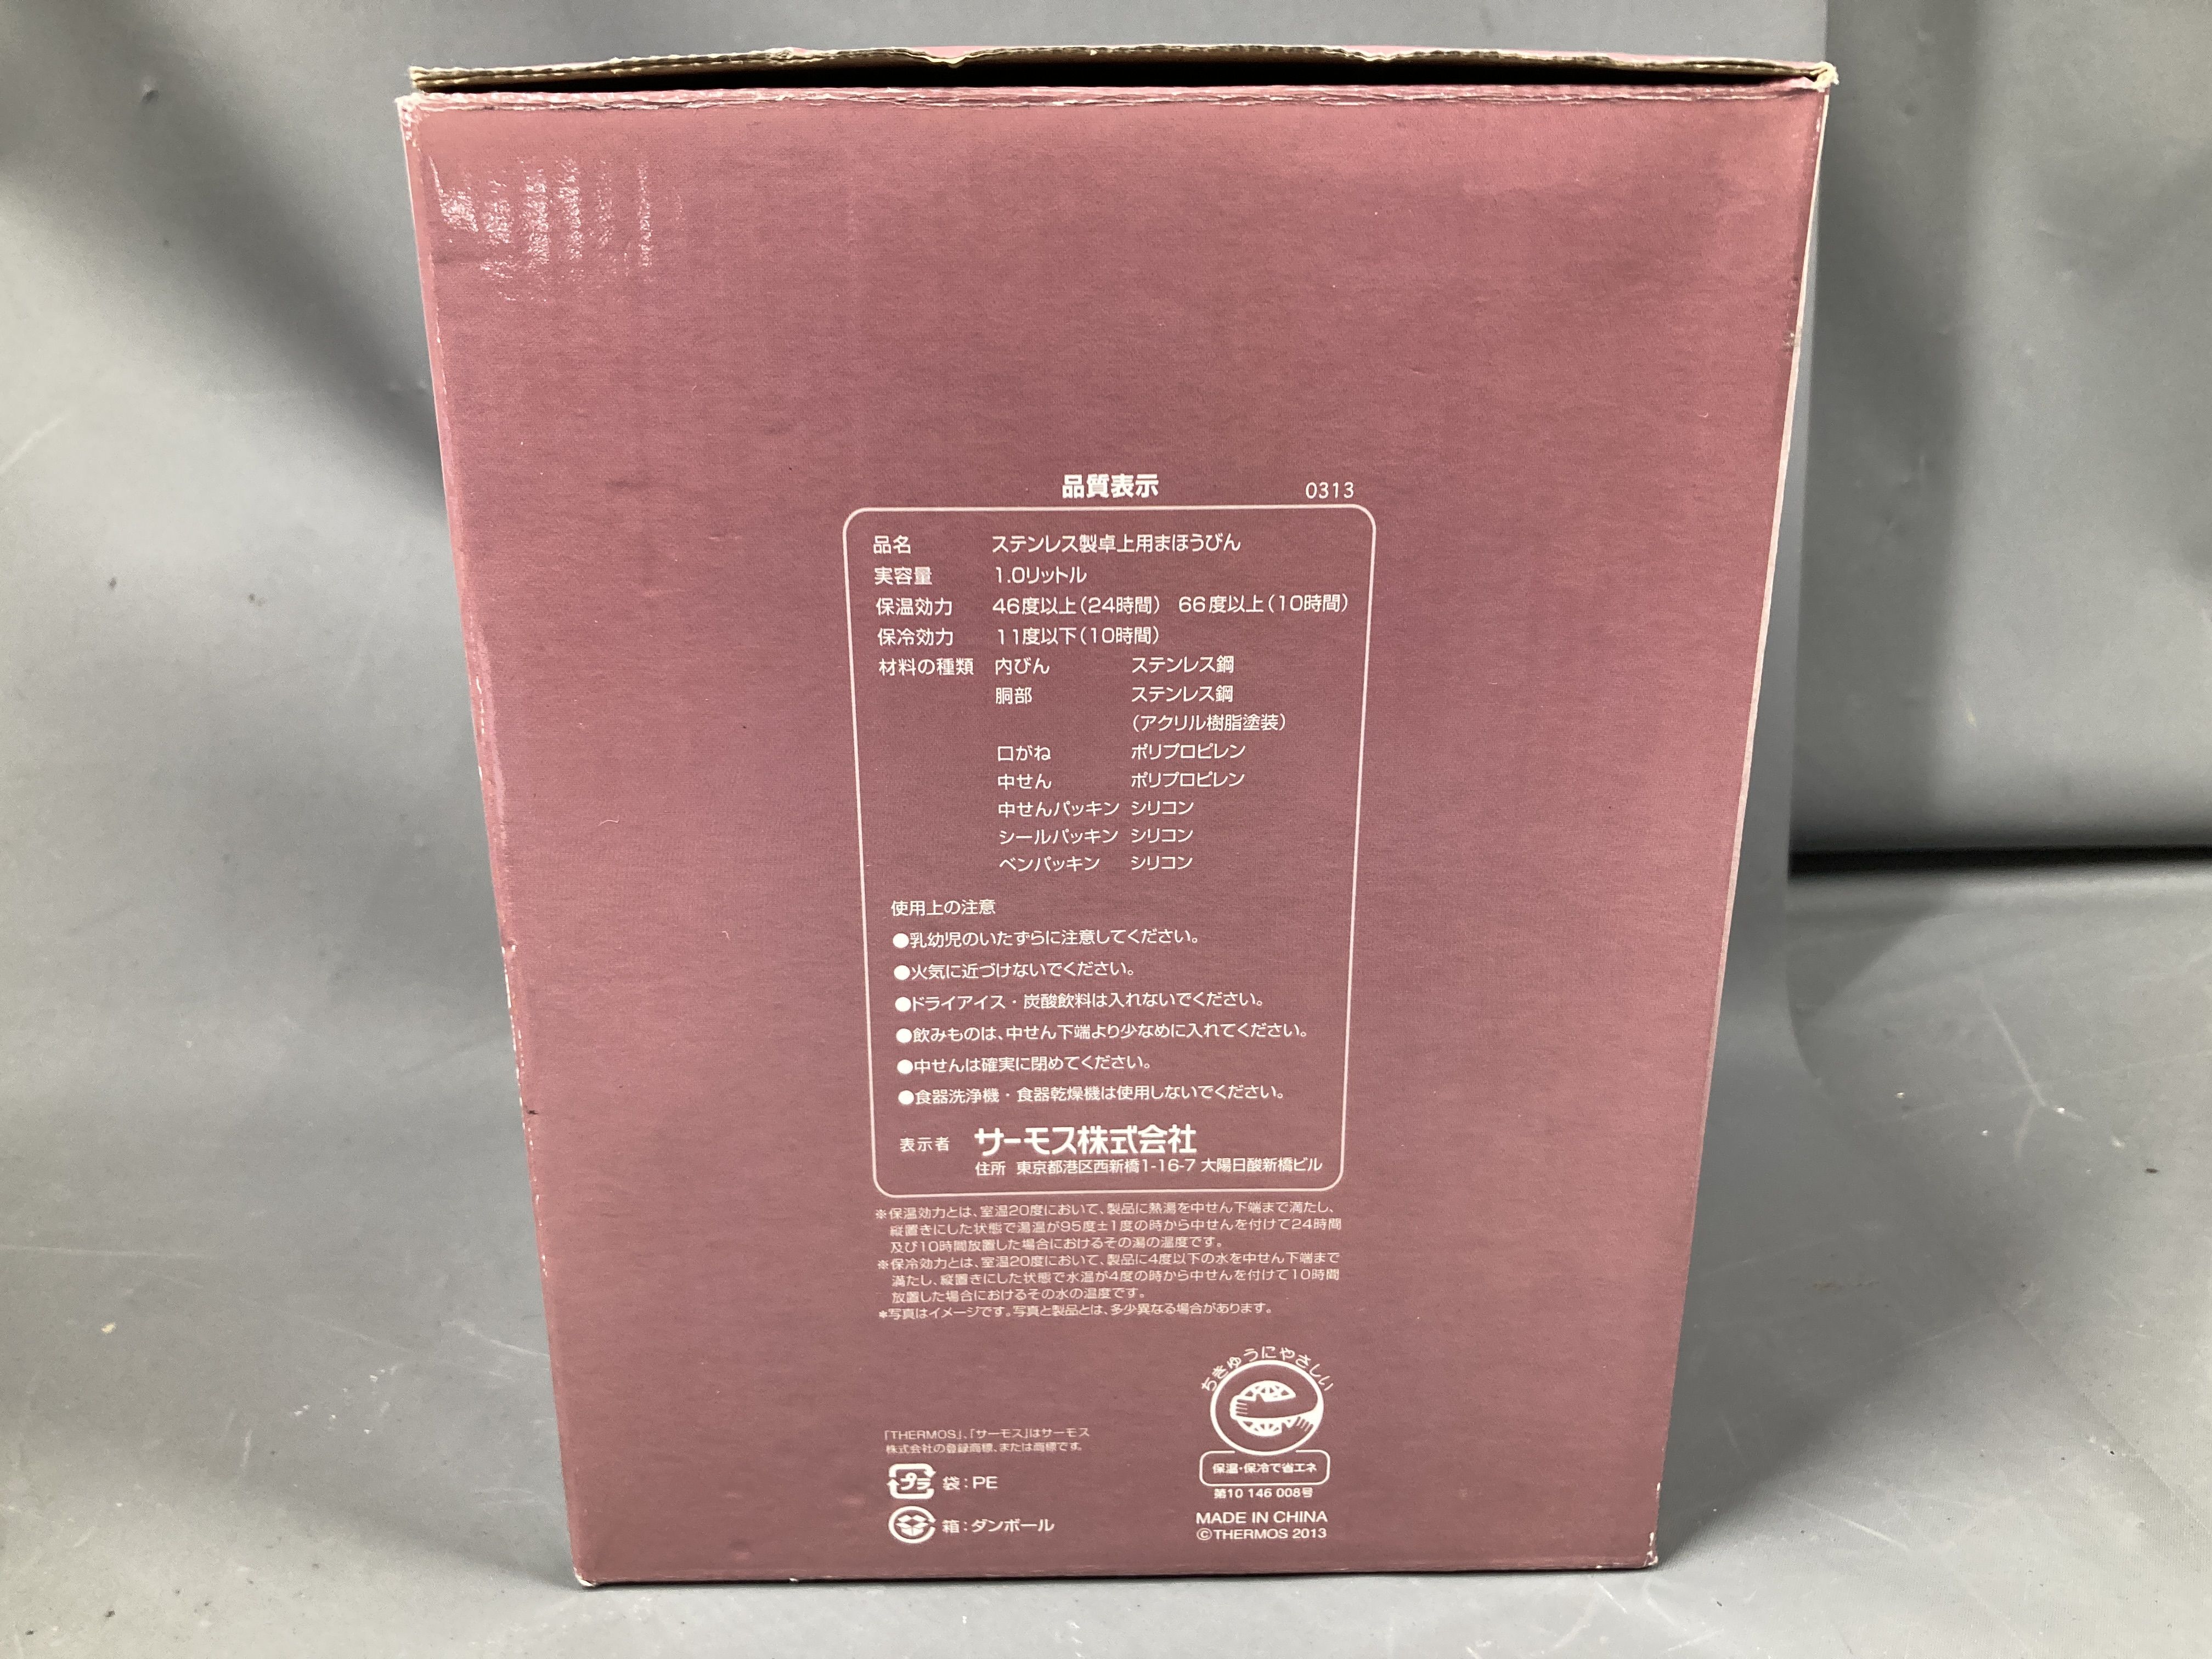 品質表示 0313
品名 ステンレス製卓上用まほうびん
実容量 1.0リットル
保温効力 46度以上（24時間） 66度以上（10時間）
保冷効力 11度以下（10時間）
材料の種類 内びん ステンレス鋼
胴部 ステンレス鋼
（アクリル樹脂塗装）
口がね ポリプロピレン
中せん ポリプロピレン
中せんパッキン シリコン
シールパッキン シリコン
ベンパッキン シリコン
使用上の注意
●乳幼児のいたずらに注意してください。
●火気に近づけないでください。
●ドライアイス・炭酸飲料は入れないでください。
●飲みものは、中せん下端より少なめに入れてください。
●中せんは確実に閉めてください。
●食器洗浄機・食器乾燥機は使用しないでください。
表示者 サーモス株式会社
住所 東京都港区西新橋1-16-7 大陽日酸新橋ビル
※保温効力とは、室温20度において、製品に熱湯を中せん下端まで満たし、
縦置きにした状態で湯温が95度±1度の時から中せんを付けて24時間
及び10時間放置した場合におけるその湯の温度です。
※保冷効力とは、室温20度において、製品に4度以下の水を中せん下端まで
満たし、縦置きにした状態で水温が4度の時から中せんを付けて10時間
放置した場合におけるその水の温度です。
*写真はイメージです。写真と製品とは、多少異なる場合があります。
ちきゅうにやさしい
保温・保冷で省エネ
第10 146 008号
MADE IN CHINA
©THERMOS 2013
「THERMOS」、「サーモス」はサーモス
株式会社の登録商標、または商標です。
プラ 袋：PE
箱：ダンボール